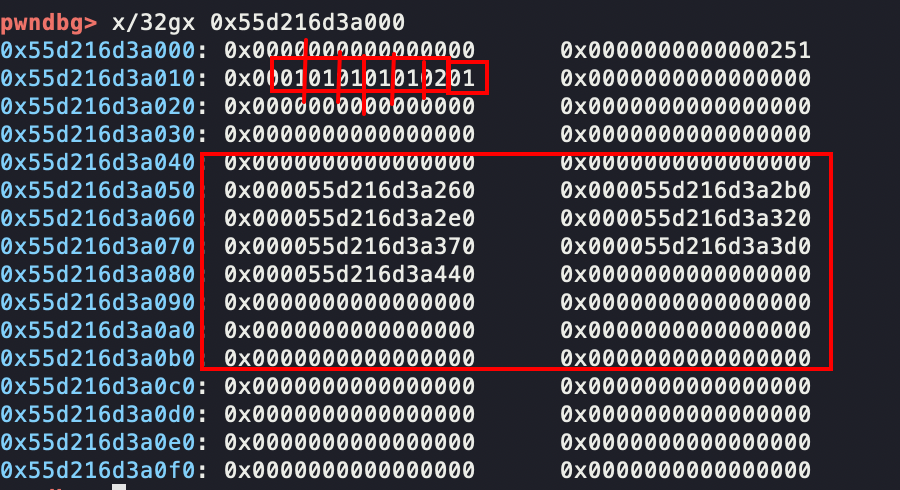 pwndbg> x/32gx 0x55d216d3a000
0x55d216d3a000: 0x0000000000000000 0x0000000000000251
0x55d216d3a010: 0x0001010101010201 0x0000000000000000
0x55d216d3a020: 0x0000000000000000 0x0000000000000000
0x55d216d3a030: 0x0000000000000000 0x0000000000000000
0x55d216d3a040: 0x0000000000000000 0x0000000000000000
0x55d216d3a050: 0x000055d216d3a260 0x000055d216d3a2b0
0x55d216d3a060: 0x000055d216d3a2e0 0x000055d216d3a320
0x55d216d3a070: 0x000055d216d3a370 0x000055d216d3a3d0
0x55d216d3a080: 0x000055d216d3a440 0x0000000000000000
0x55d216d3a090: 0x0000000000000000 0x0000000000000000
0x55d216d3a0a0: 0x0000000000000000 0x0000000000000000
0x55d216d3a0b0: 0x0000000000000000 0x0000000000000000
0x55d216d3a0c0: 0x0000000000000000 0x0000000000000000
0x55d216d3a0d0: 0x0000000000000000 0x0000000000000000
0x55d216d3a0e0: 0x0000000000000000 0x0000000000000000
0x55d216d3a0f0: 0x0000000000000000 0x0000000000000000